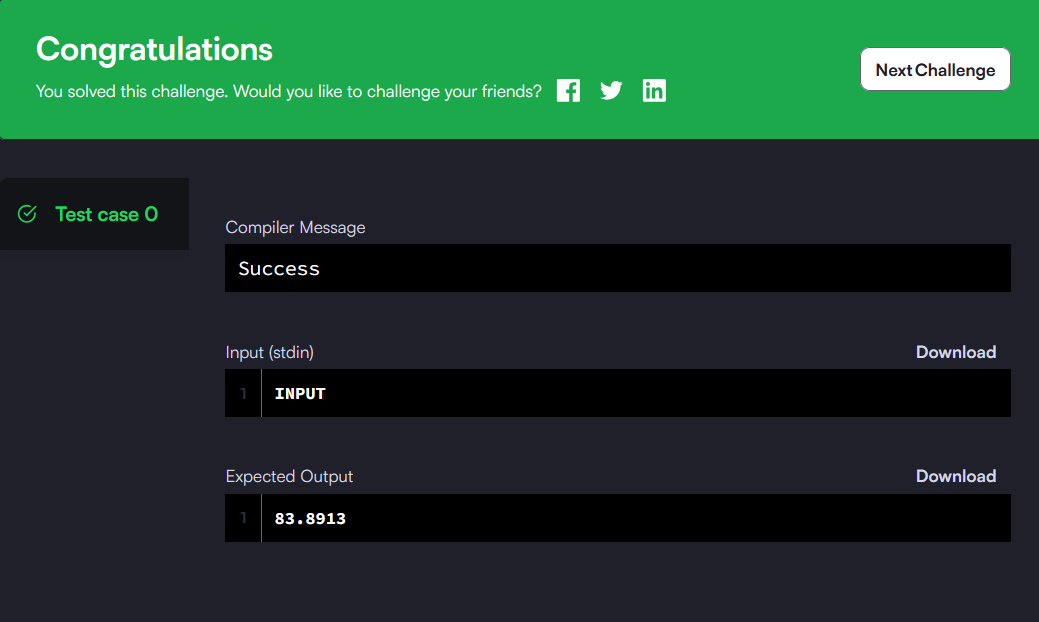 Congratulations
You solved this challenge. Would you like to challenge your friends?
Next Challenge
Test case 0
Compiler Message
Success
Input (stdin)
Download
1
INPUT
Expected Output
Download
1
83.8913